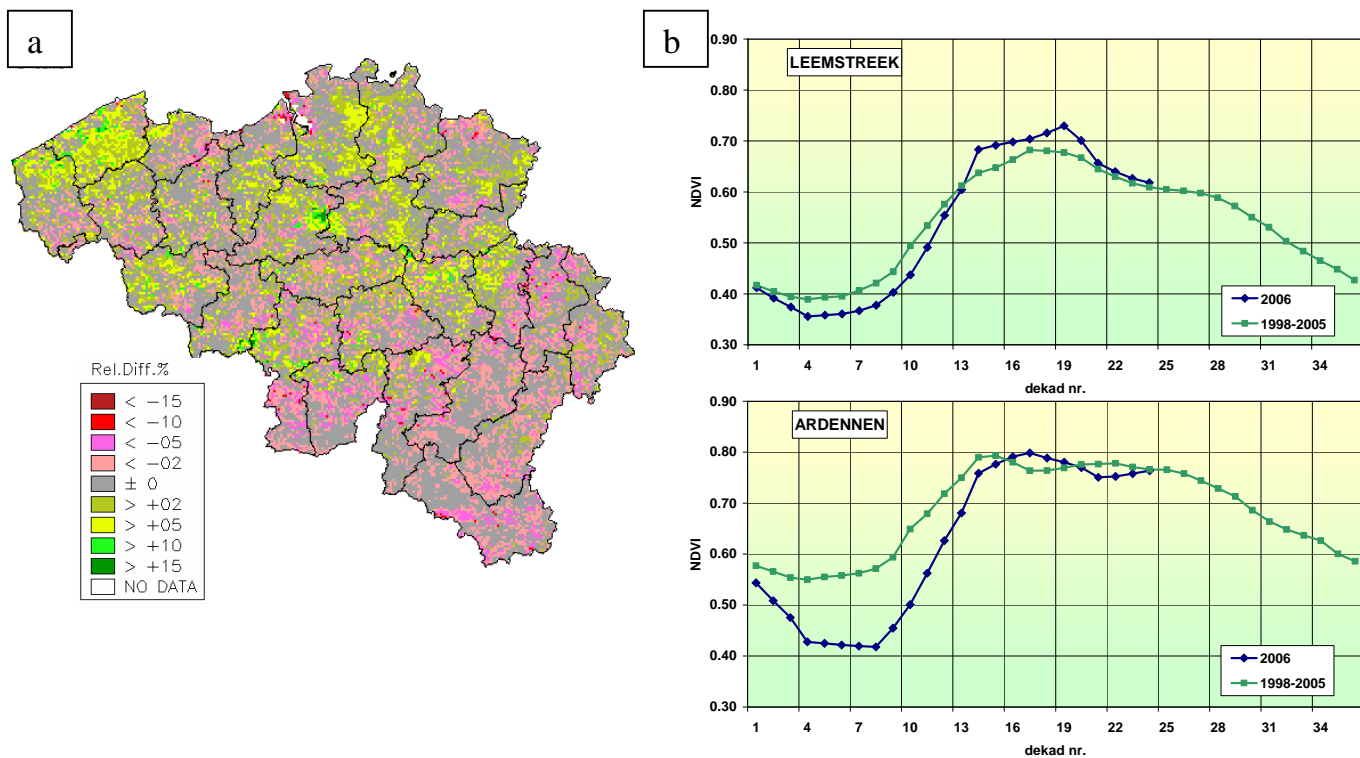 a
Rel.Diff.%
< -15
< -10
< -05
< -02
± 0
> +02
> +05
> +10
> +15
NO DATA
b
LEEMSTREEK
0.90
0.80
0.70
0.60
0.50
0.40
0.30
NDVI
1 4 7 10 13 16 19 22 25 28 31 34
dekad nr.
2006
1998-2005
ARDENNEN
0.90
0.80
0.70
0.60
0.50
0.40
0.30
NDVI
1 4 7 10 13 16 19 22 25 28 31 34
dekad nr.
2006
1998-2005